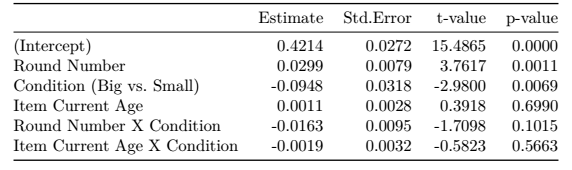 Estimate Std.Error t-value p-value
(Intercept) 0.4214 0.0272 15.4865 0.0000
Round Number 0.0299 0.0079 3.7617 0.0011
Condition (Big vs. Small) -0.0948 0.0318 -2.9800 0.0069
Item Current Age 0.0011 0.0028 0.3918 0.6990
Round Number X Condition -0.0163 0.0095 -1.7098 0.1015
Item Current Age X Condition -0.0019 0.0032 -0.5823 0.5663